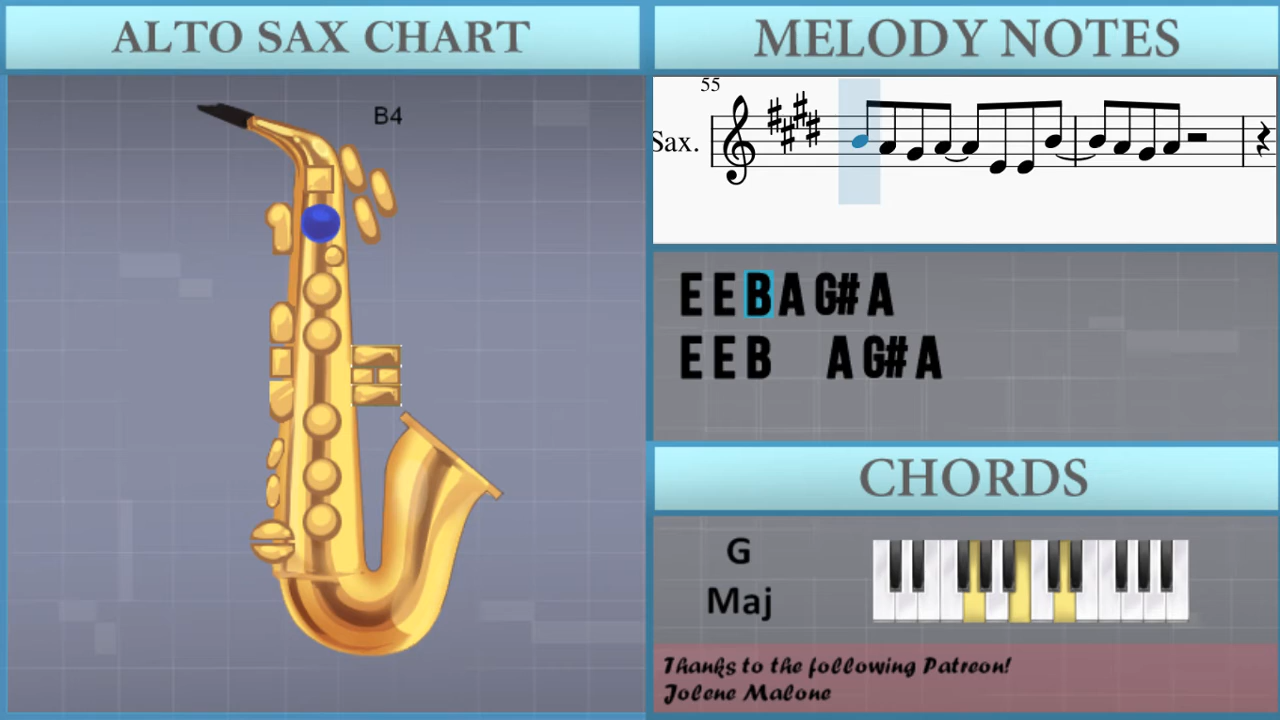 ALTO SAX CHART
B4
MELODY NOTES
55
Sax.
E E B A G# A
E E B A G# A
CHORDS
G
Maj
Thanks to the following Patreon!
Jolene Malone